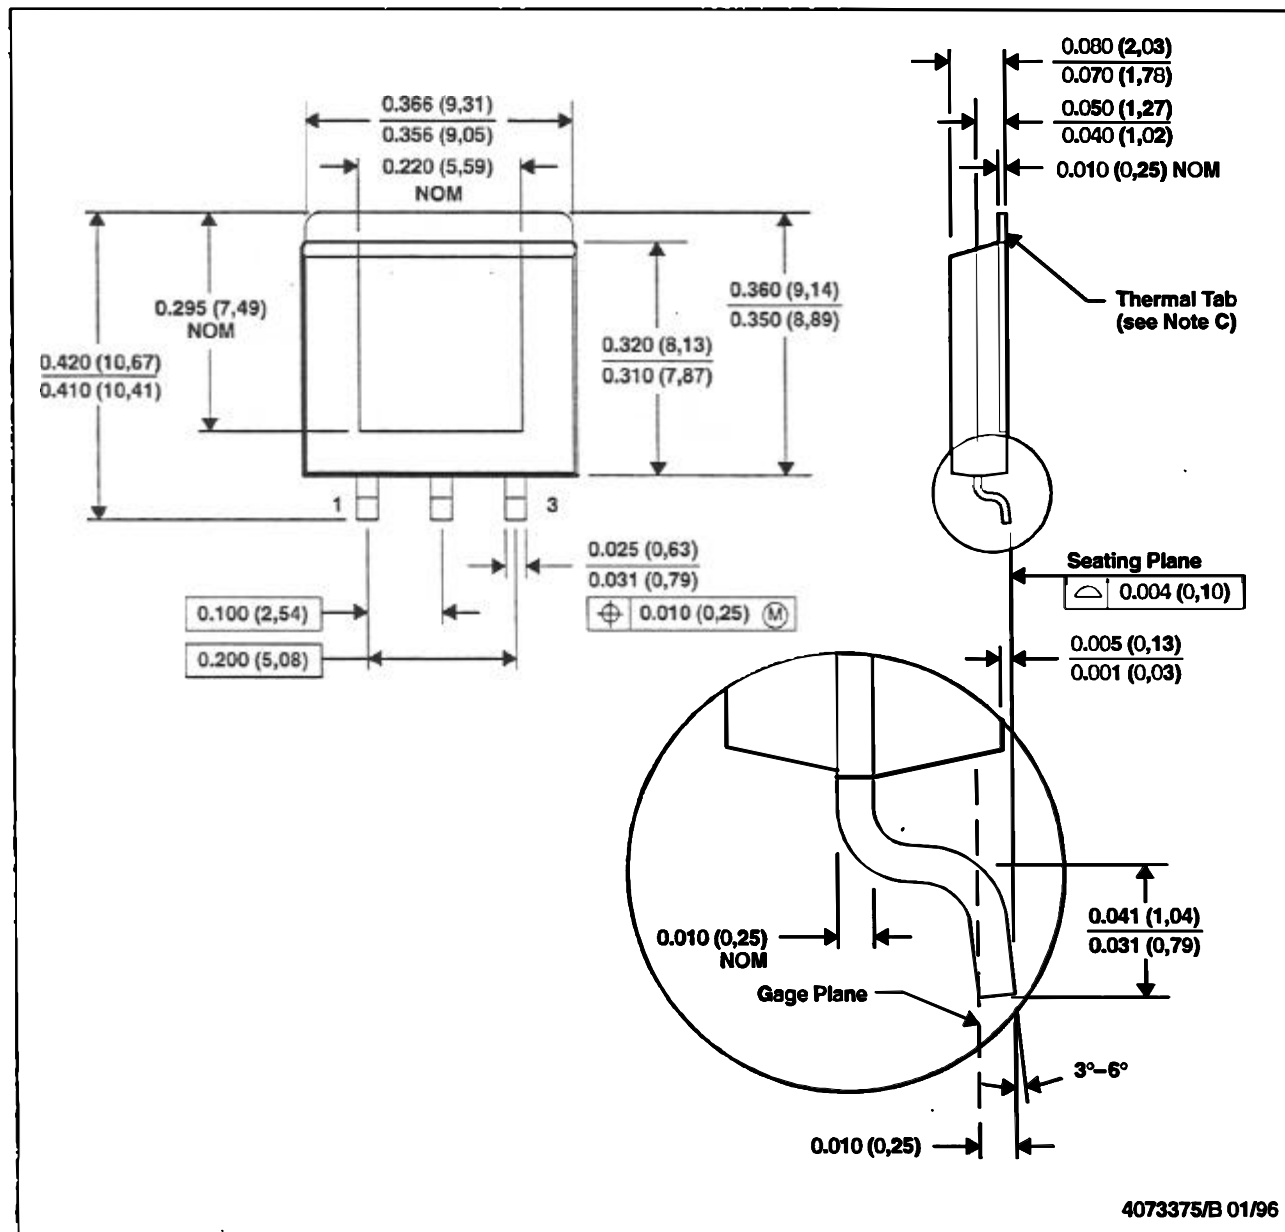 0.080 (2,03)
0.070 (1,78)
0.366 (9,31)
0.356 (9,05)
0.050 (1,27)
0.040 (1,02)
0.220 (5,59)
NOM
0.010 (0,25) NOM
0.295 (7,49)
NOM
0.360 (9,14)
0.350 (8,89)
Thermal Tab
(see Note C)
0.420 (10,67)
0.410 (10,41)
0.320 (8,13)
0.310 (7,87)
1
3
0.025 (0,63)
0.031 (0,79)
Seating Plane
0.004 (0,10)
0.100 (2,54)
0.010 (0,25) Ⓜ
0.200 (5,08)
0.005 (0,13)
0.001 (0,03)
0.041 (1,04)
0.031 (0,79)
0.010 (0,25)
NOM
Gage Plane
3°–6°
0.010 (0,25)
4073375/B 01/96